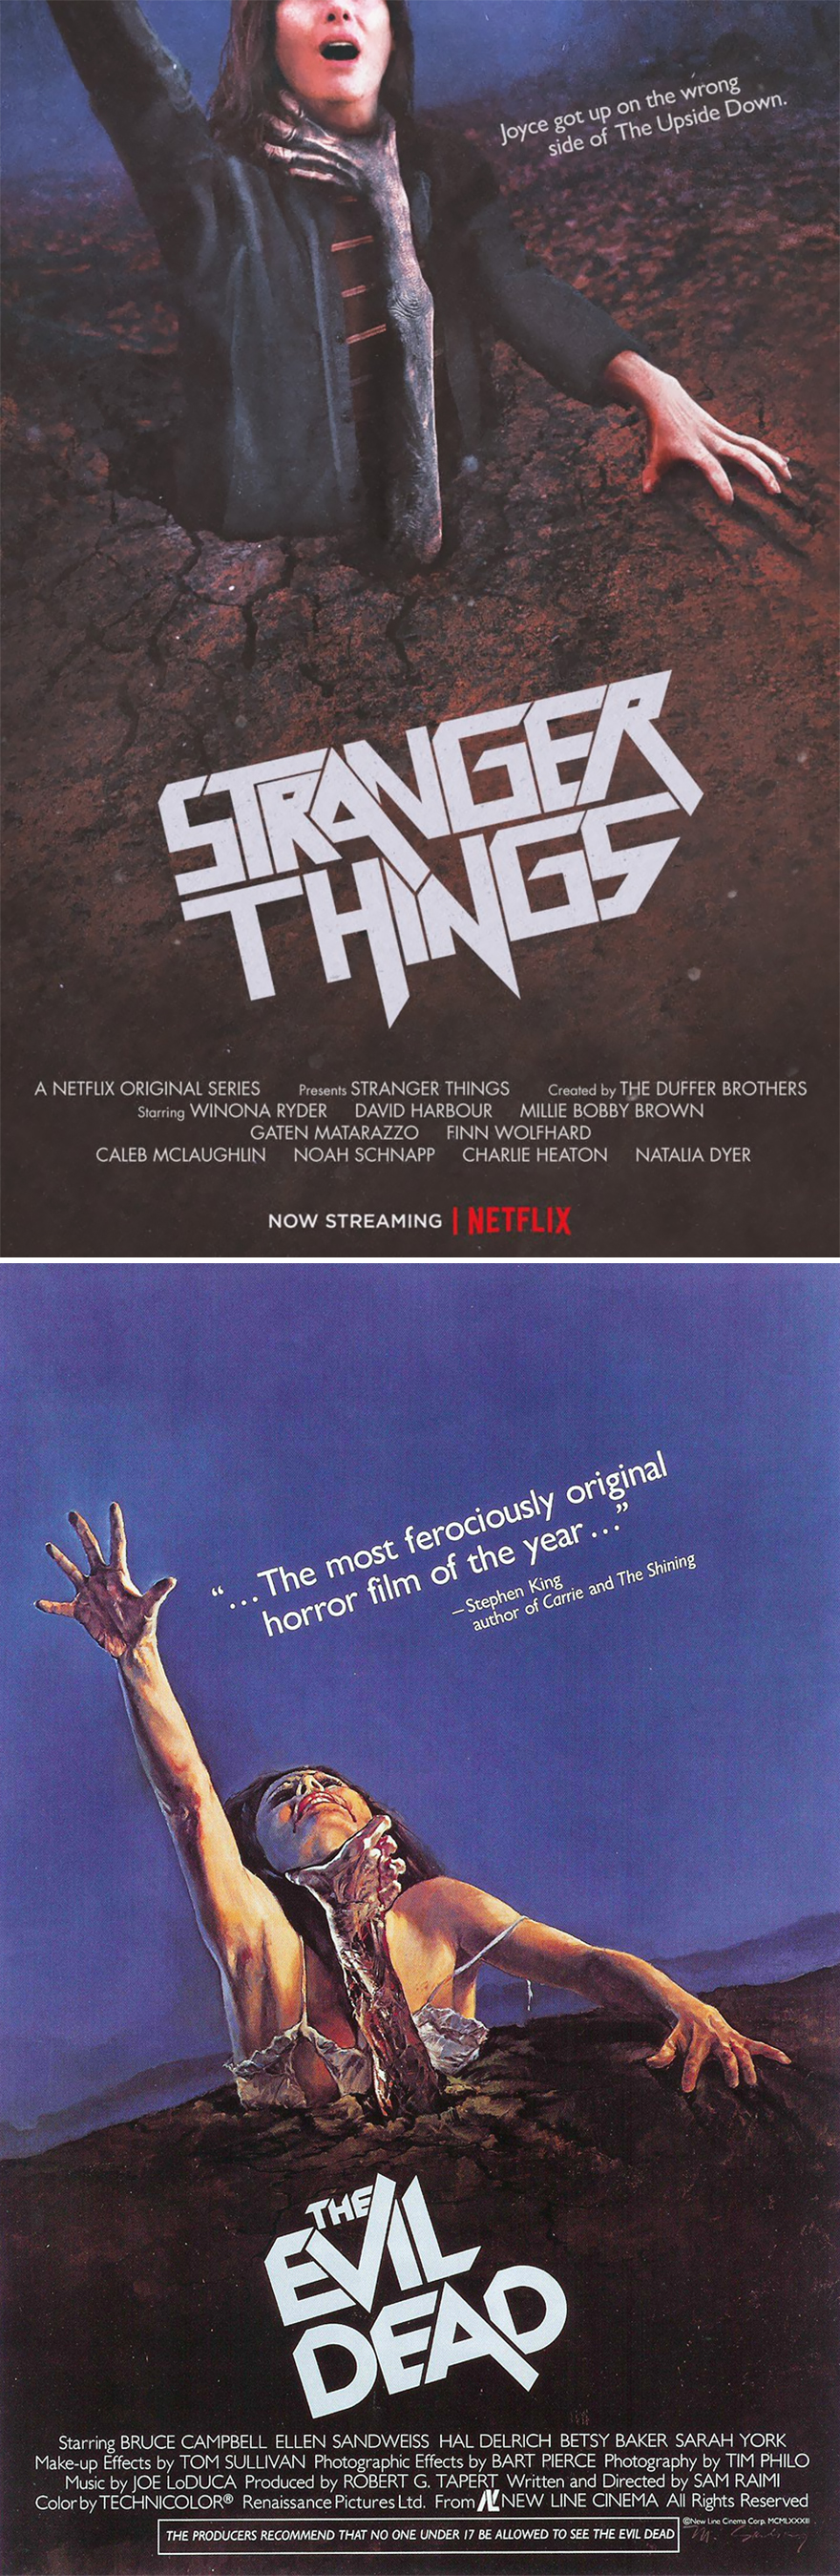 Joyce got up on the wrong
side of The Upside Down.
STRANGER
THINGS
A NETFLIX ORIGINAL SERIES Presents STRANGER THINGS Created by THE DUFFER BROTHERS
Starring WINONA RYDER DAVID HARBOUR MILLIE BOBBY BROWN
GATEN MATARAZZO FINN WOLFHARD
CALEB MCLAUGHLIN NOAH SCHNAPP CHARLIE HEATON NATALIA DYER
NOW STREAMING | NETFLIX
“...The most ferociously original
horror film of the year...”
—Stephen King
author of Carrie and The Shining
THE
EVIL
DEAD
Starring BRUCE CAMPBELL ELLEN SANDWEISS HAL DELRICH BETSY BAKER SARAH YORK
Make-up Effects by TOM SULLIVAN Photographic Effects by BART PIERCE Photography by TIM PHILO
Music by JOE LoDUCA Produced by ROBERT G. TAPERT Written and Directed by SAM RAIMI
Color by TECHNICOLOR® Renaissance Pictures Ltd. From NEW LINE CINEMA All Rights Reserved
©New Line Cinema Corp. MCMLXXXIII
THE PRODUCERS RECOMMEND THAT NO ONE UNDER 17 BE ALLOWED TO SEE THE EVIL DEAD